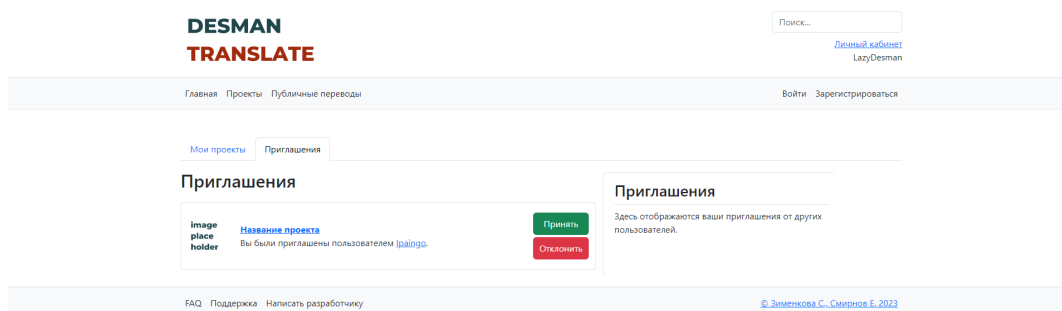 DESMAN
TRANSLATE
Поиск...
Личный кабинет
LazyDesman
Главная Проекты Публичные переводы
Войти Зарегистрироваться
Мои проекты Приглашения
Приглашения
image
place
holder
Название проекта
Вы были приглашены пользователем Ipaingo.
Принять
Отклонить
Приглашения
Здесь отображаются ваши приглашения от других
пользователей.
FAQ Поддержка Написать разработчику
© Зименкова С., Смирнов Е. 2023